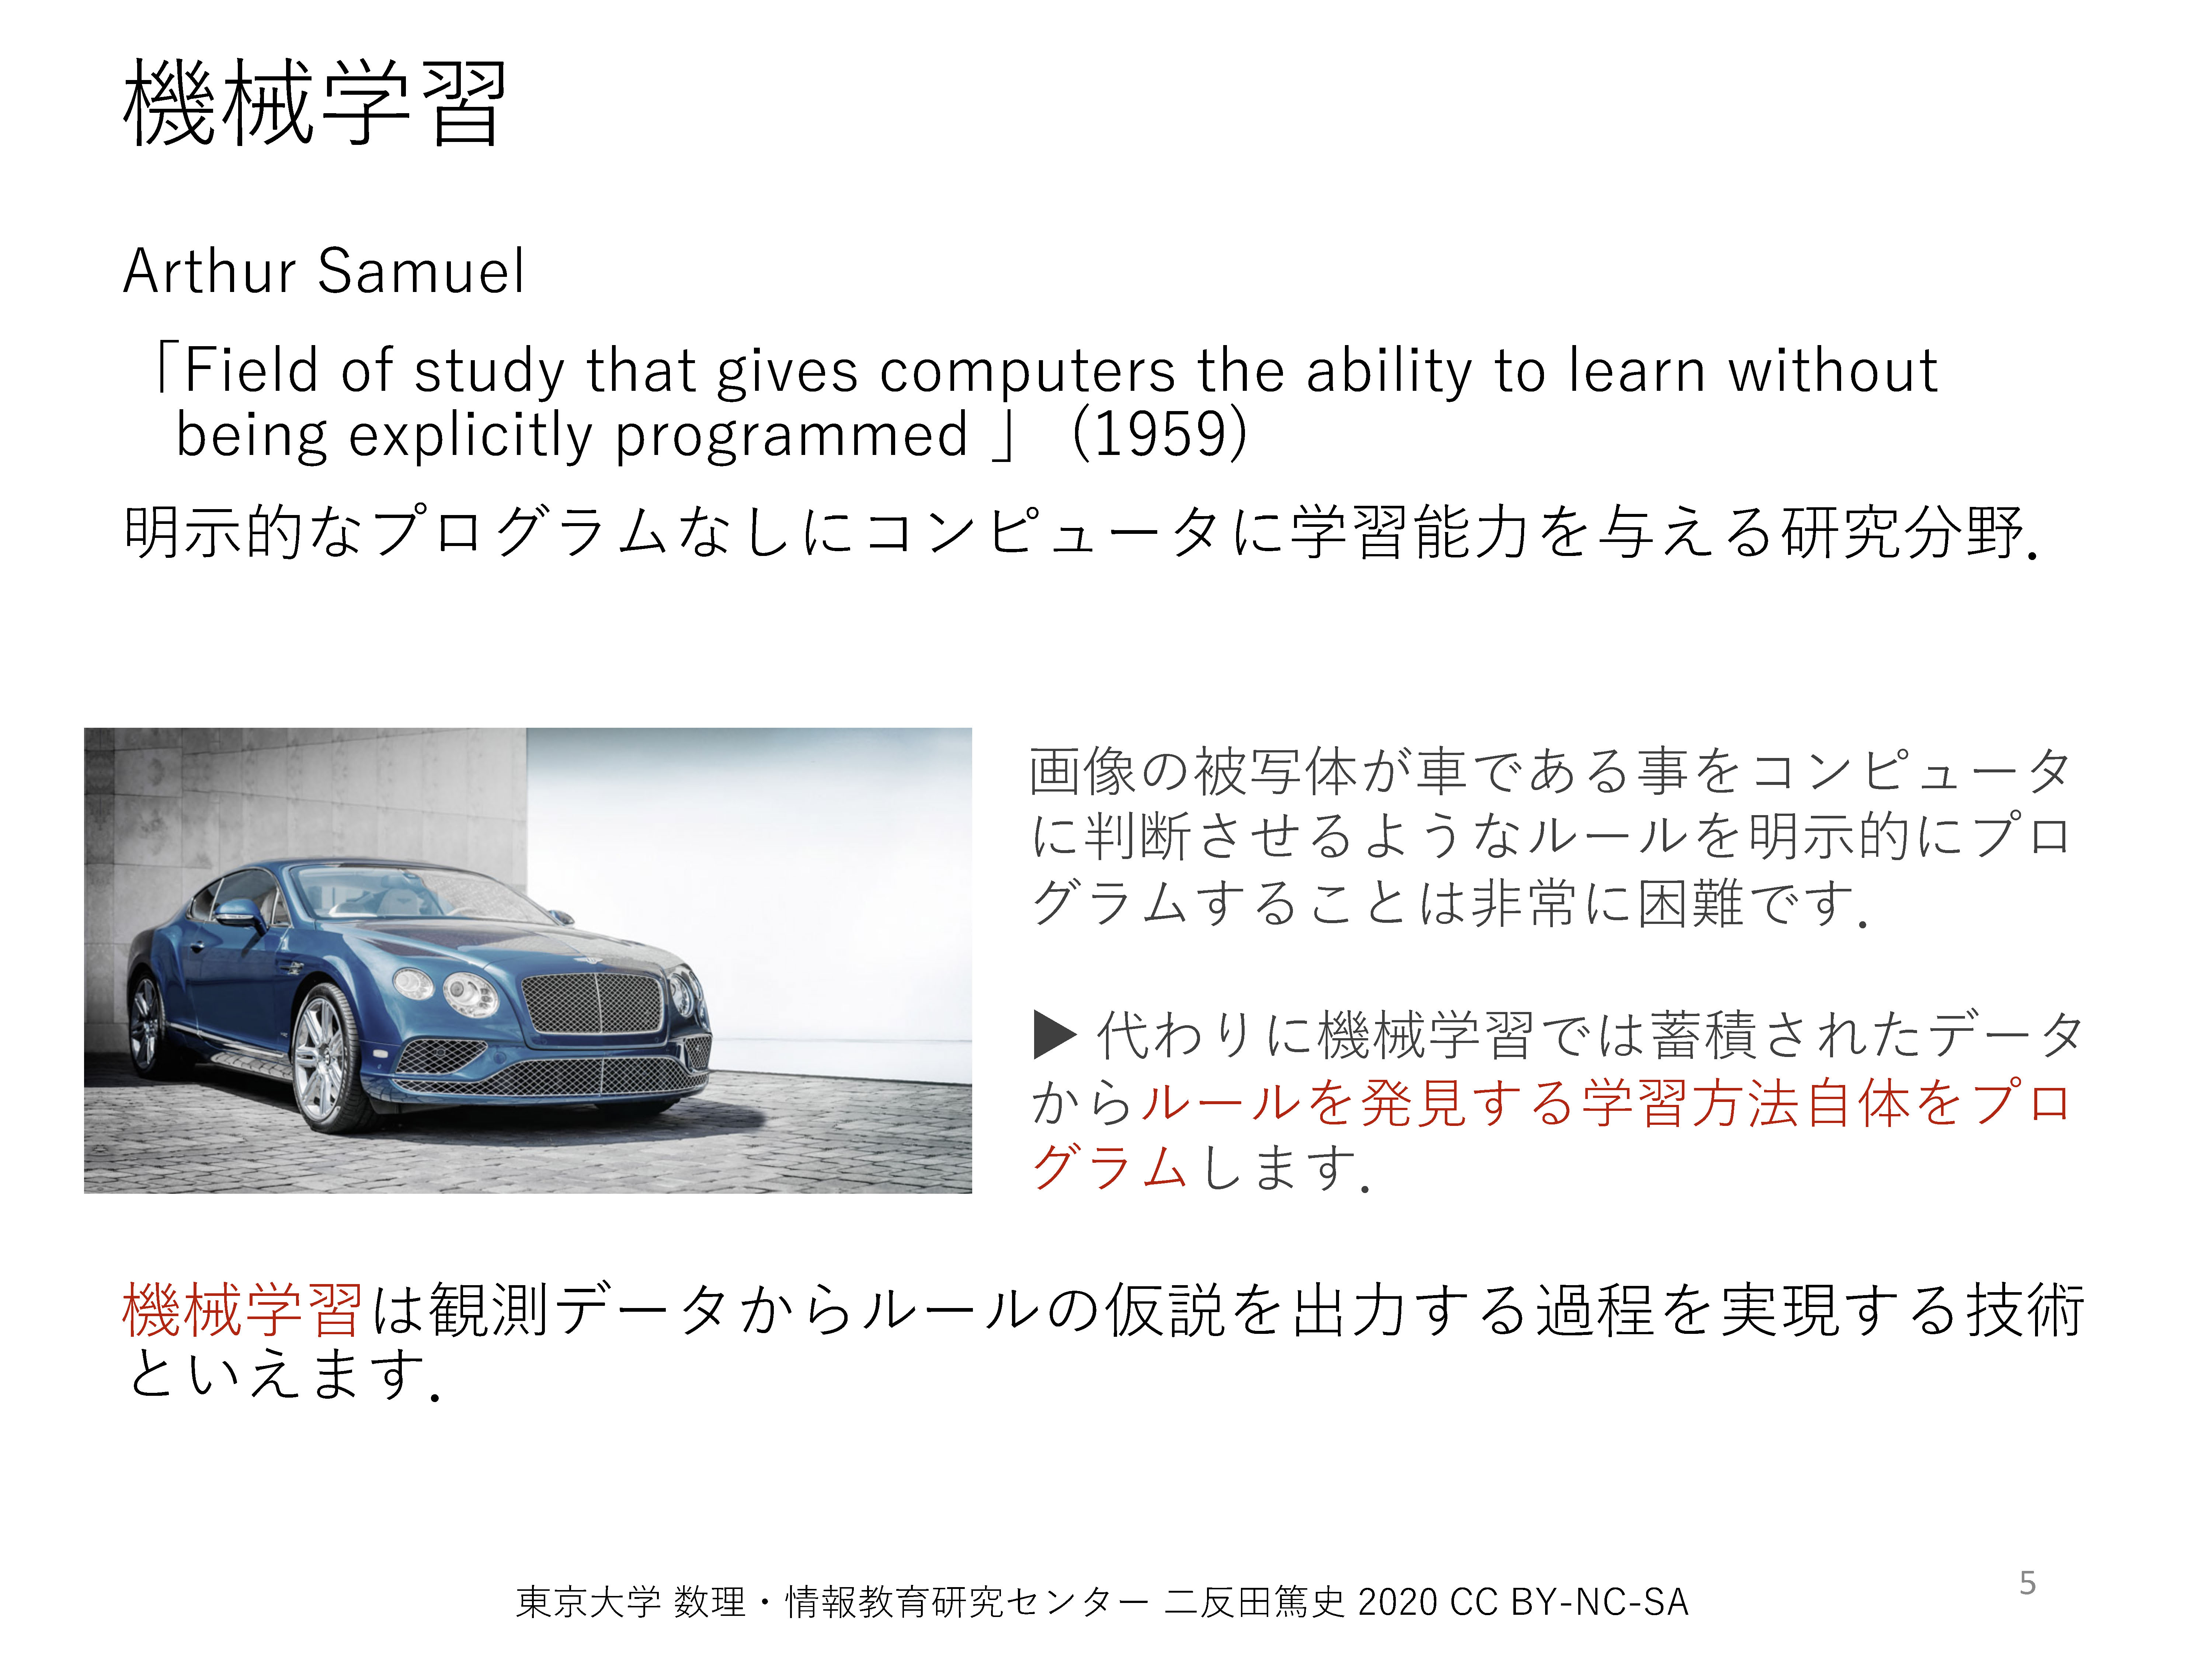 機械学習
Arthur Samuel
「Field of study that gives computers the ability to learn without
being explicitly programmed 」 (1959)
明示的なプログラムなしにコンピュータに学習能力を与える研究分野．
画像の被写体が車である事をコンピュータ
に判断させるようなルールを明示的にプロ
グラムすることは非常に困難です．
▶ 代わりに機械学習では蓄積されたデータ
からルールを発見する学習方法自体をプロ
グラムします．
機械学習は観測データからルールの仮説を出力する過程を実現する技術
といえます．
東京大学 数理・情報教育研究センター 二反田篤史 2020 CC BY-NC-SA
5